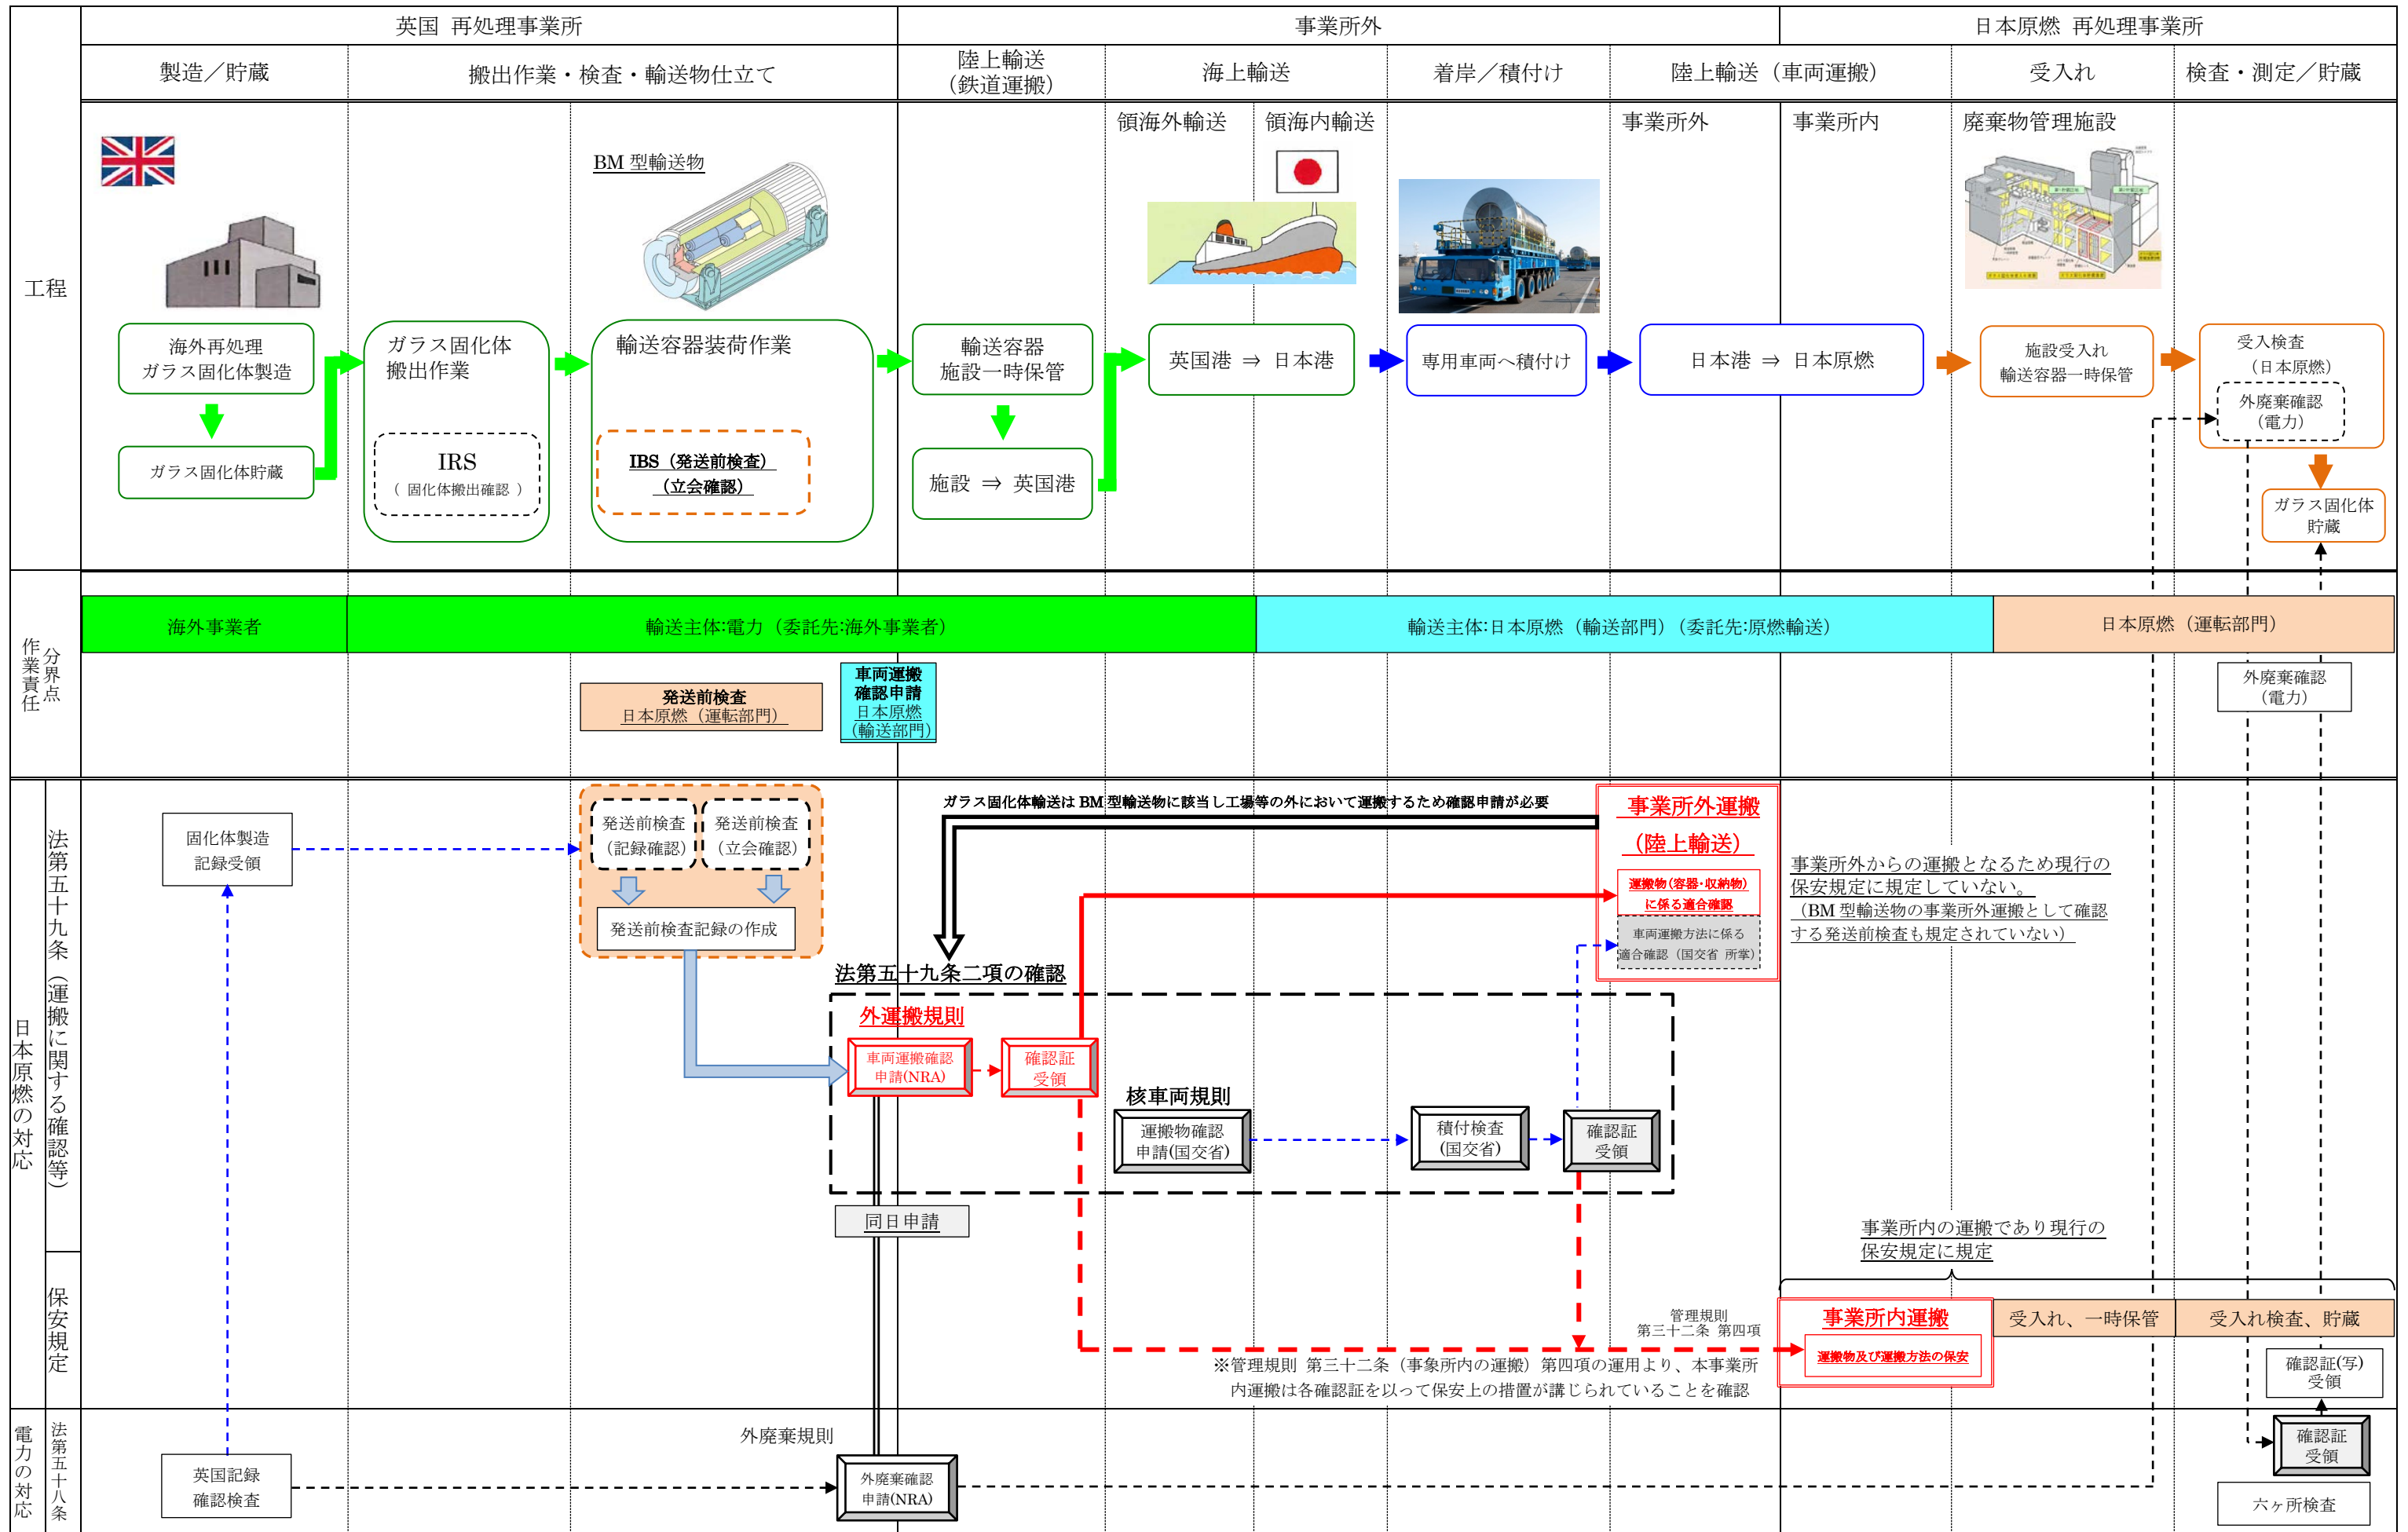 英国 再処理事業所
事業所外
日本原燃 再処理事業所
製造／貯蔵
搬出作業・検査・輸送物仕立て
陸上輸送
（鉄道運搬）
海上輸送
着岸／積付け
陸上輸送（車両運搬）
受入れ
検査・測定／貯蔵
工程
領海外輸送
領海内輸送
事業所外
事業所内
廃棄物管理施設
BM 型輸送物
海外再処理
ガラス固化体製造
ガラス固化体貯蔵
ガラス固化体
搬出作業
IRS
（ 固化体搬出確認 ）
輸送容器装荷作業
IBS（発送前検査）
（立会確認）
輸送容器
施設一時保管
施設 ⇒ 英国港
英国港 ⇒ 日本港
専用車両へ積付け
日本港 ⇒ 日本原燃
施設受入れ
輸送容器一時保管
受入検査
（日本原燃）
外廃棄確認
（電力）
ガラス固化体
貯蔵
作業責任
分界点
海外事業者
輸送主体:電力（委託先:海外事業者）
輸送主体:日本原燃（輸送部門）（委託先:原燃輸送）
日本原燃（運転部門）
発送前検査
日本原燃（運転部門）
車両運搬
確認申請
日本原燃
（輸送部門）
外廃棄確認
（電力）
日本原燃の対応
法第五十九条（運搬に関する確認等）
固化体製造
記録受領
発送前検査
（記録確認）
発送前検査
（立会確認）
発送前検査記録の作成
ガラス固化体輸送は BM 型輸送物に該当し工場等の外において運搬するため確認申請が必要
事業所外運搬
（陸上輸送）
運搬物（容器・収納物）
に係る適合確認
車両運搬方法に係る
適合確認（国交省 所掌）
事業所外からの運搬となるため現行の
保安規定に規定していない。
（BM 型輸送物の事業所外運搬として確認
する発送前検査も規定されていない）
法第五十九条二項の確認
外運搬規則
車両運搬確認
申請(NRA)
確認証
受領
核車両規則
運搬物確認
申請(国交省)
積付検査
(国交省)
確認証
受領
同日申請
事業所内の運搬であり現行の
保安規定に規定
保安規定
管理規則
第三十二条 第四項
事業所内運搬
運搬物及び運搬方法の保安
受入れ、一時保管
受入れ検査、貯蔵
※管理規則 第三十二条（事象所内の運搬）第四項の運用より、本事業所
内運搬は各確認証を以って保安上の措置が講じられていることを確認
確認証(写)
受領
電力の対応
法第五十八条
外廃棄規則
英国記録
確認検査
外廃棄確認
申請(NRA)
確認証
受領
六ヶ所検査